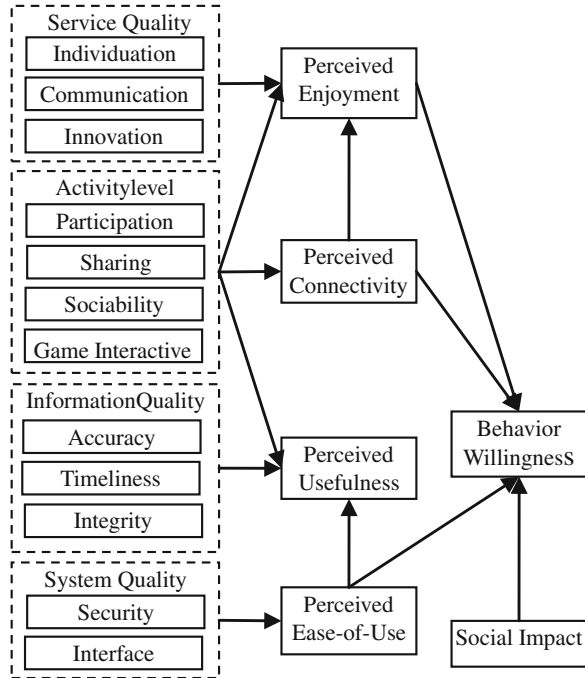 Service Quality
Individuation
Communication
Innovation
Activitylevel
Participation
Sharing
Sociability
Game Interactive
InformationQuality
Accuracy
Timeliness
Integrity
System Quality
Security
Interface
Perceived
Enjoyment
Perceived
Connectivity
Perceived
Usefulness
Perceived
Ease-of-Use
Behavior
WillingnesS
Social Impact